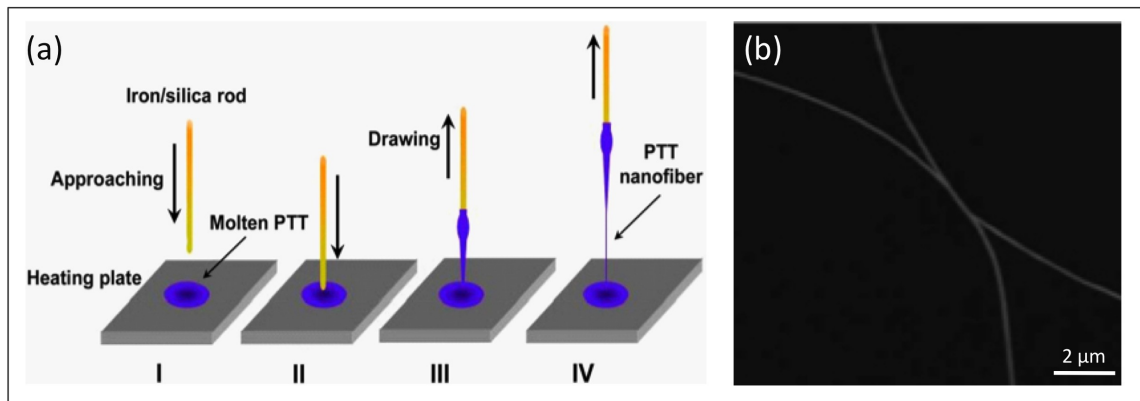 (a)
Iron/silica rod
Approaching
Molten PTT
Heating plate
Drawing
PTT
nanofiber
I
II
III
IV
(b)
2 µm